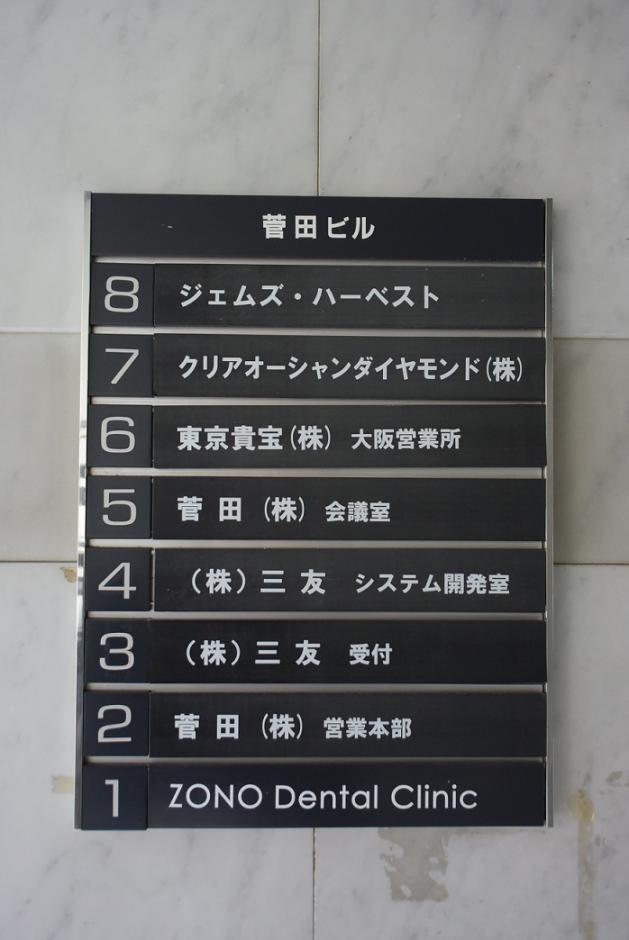 菅田ビル
8 ジェムズ・ハーベスト
7 クリアオーシャンダイヤモンド(株)
6 東京貴宝(株) 大阪営業所
5 菅田 (株) 会議室
4 (株)三友 システム開発室
3 (株)三友 受付
2 菅田 (株) 営業本部
1 ZONO Dental Clinic